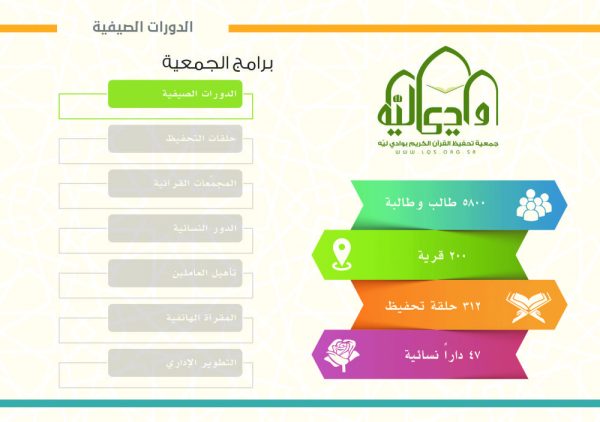 الدورات الصيفية
برامج الجمعية
الدورات الصيفية
حلقات التحفيظ
المجمعات القرآنية
الدور النسائية
تأهيل العاملين
المقرأة الهاتفية
التطوير الإداري
وادي ليّه
جمعية تحفيظ القرآن الكريم بوادي ليّه
WWW.LQS.ORG.SA
٥٨٠٠ طالب وطالبة
٢٠٠ قرية
٣١٢ حلقة تحفيظ
٤٧ داراً نسائية